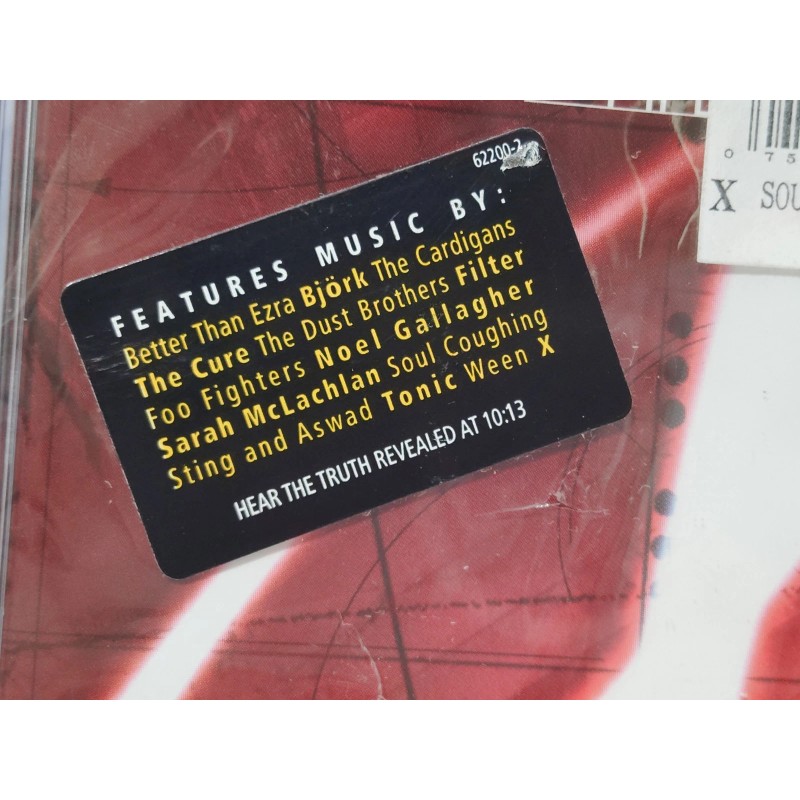 62200-2
FEATURES MUSIC BY:
Better Than Ezra Björk The Cardigans
The Cure The Dust Brothers Filter
Foo Fighters Noel Gallagher
Sarah McLachlan Soul Coughing
Sting and Aswad Tonic Ween X
HEAR THE TRUTH REVEALED AT 10:13
0 75
X SOU